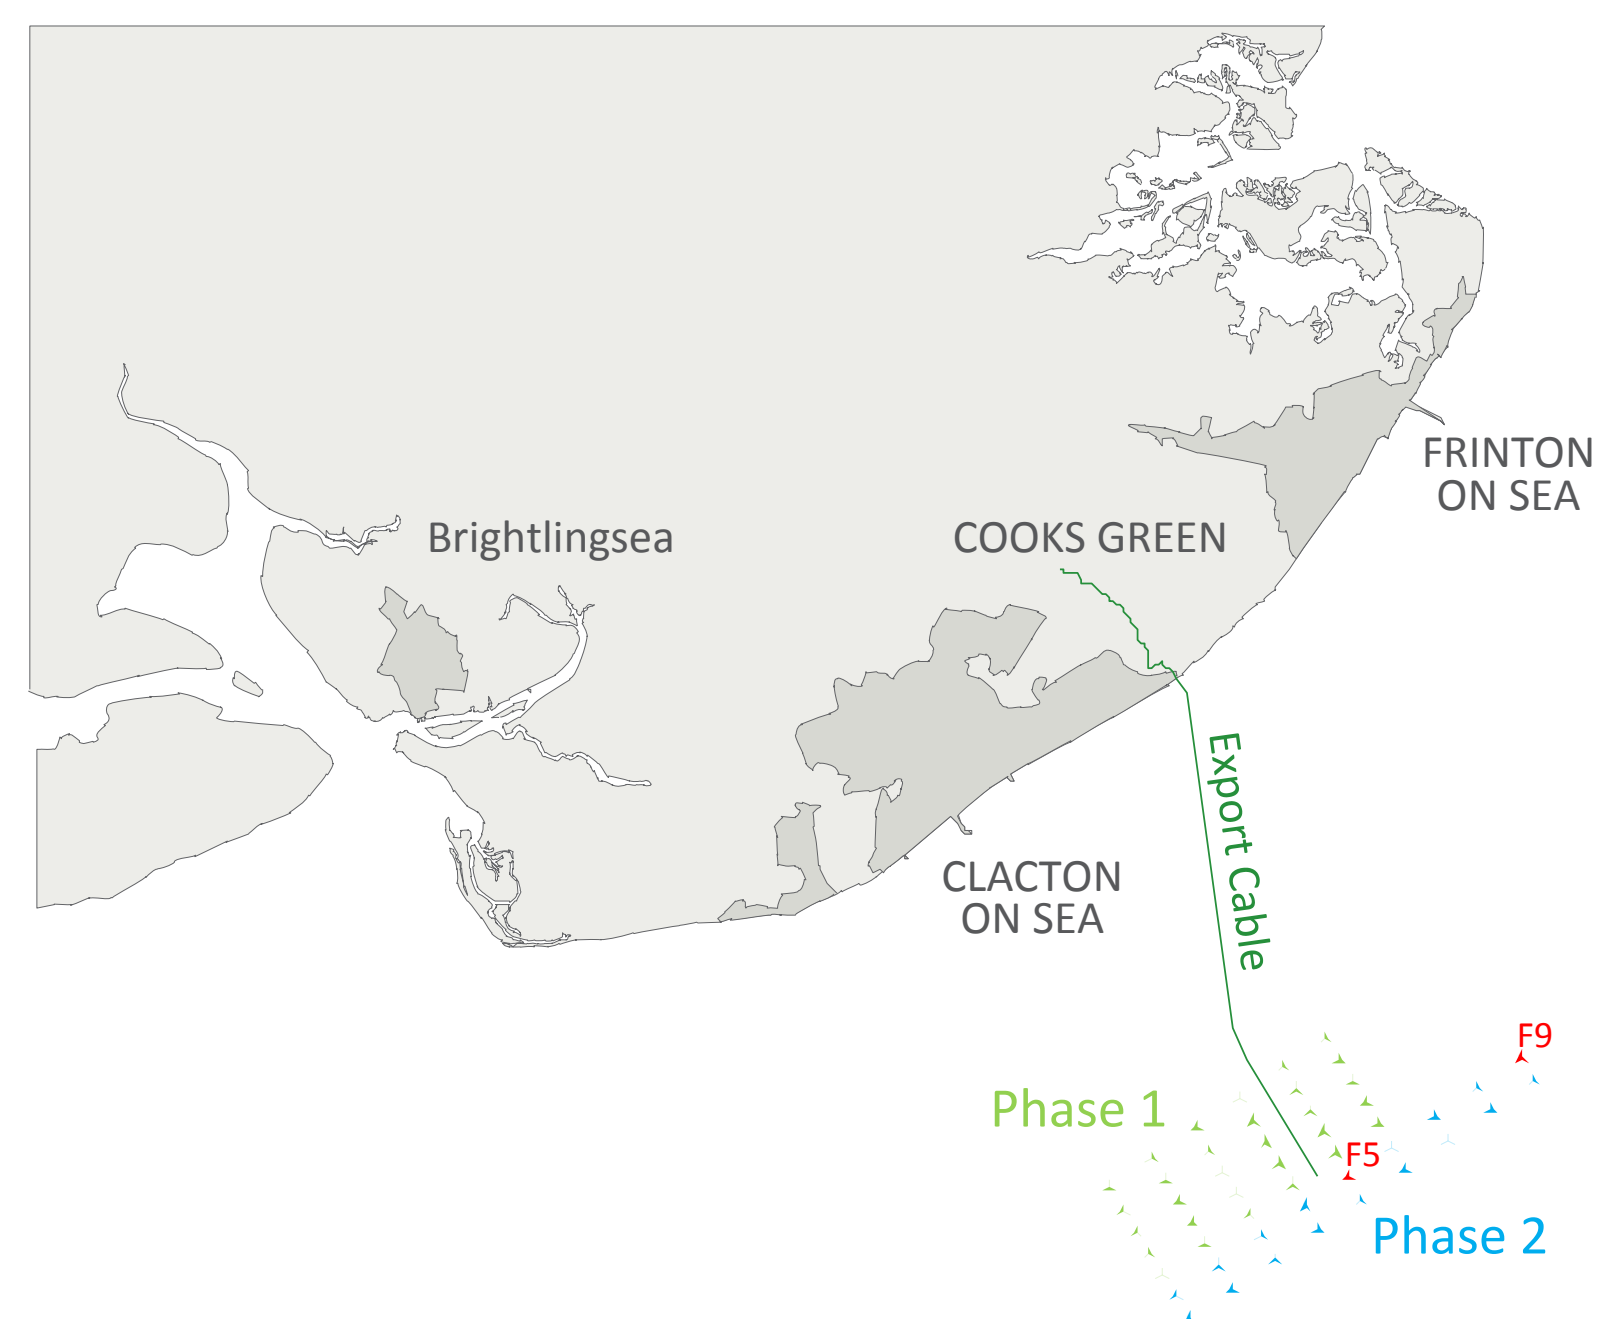 FRINTON
ON SEA
Brightlingsea
COOKS GREEN
Export Cable
CLACTON
ON SEA
F9
Phase 1
F5
Phase 2